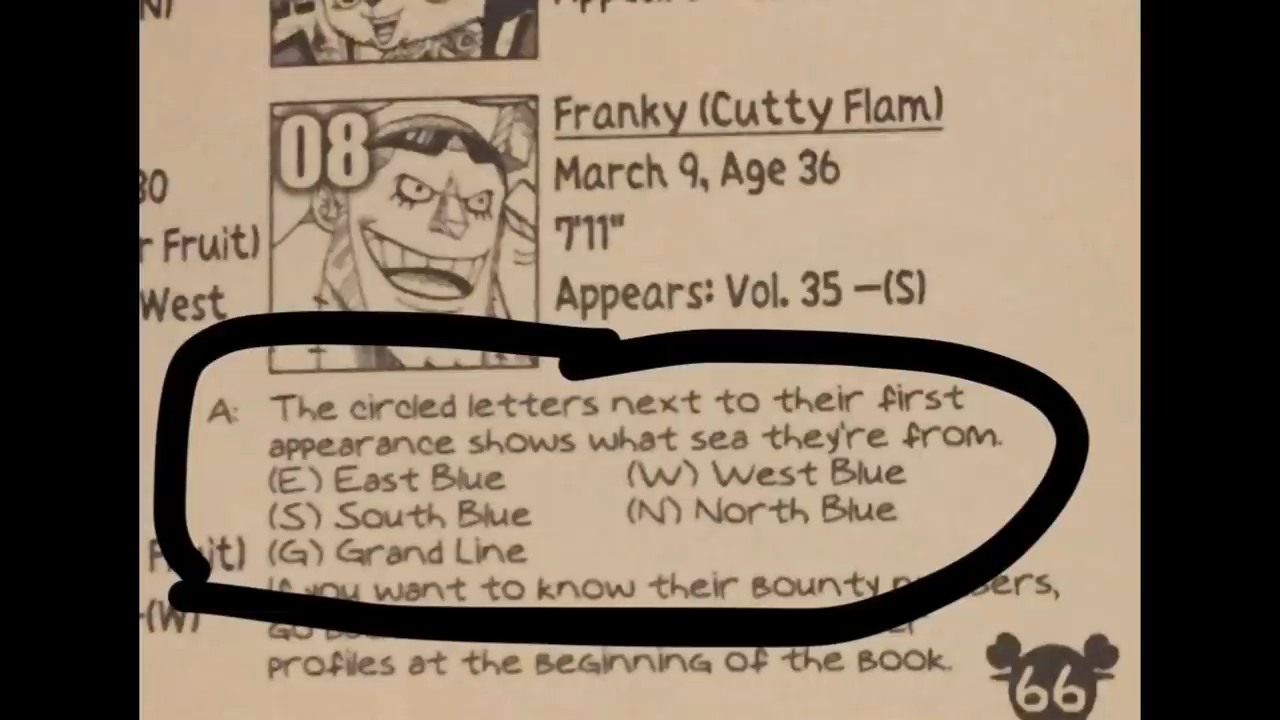 N)
08
Franky (Cutty Flam)
March 9, Age 36
7'11"
Appears: Vol. 35 —(S)
30
r Fruit)
West
A: The circled letters next to their first
appearance shows what sea they're from.
(E) East Blue (W) West Blue
(S) South Blue (N) North Blue
(G) Grand Line
-(W)
If you want to know their bounty
profiles at the beginning of the book.
66